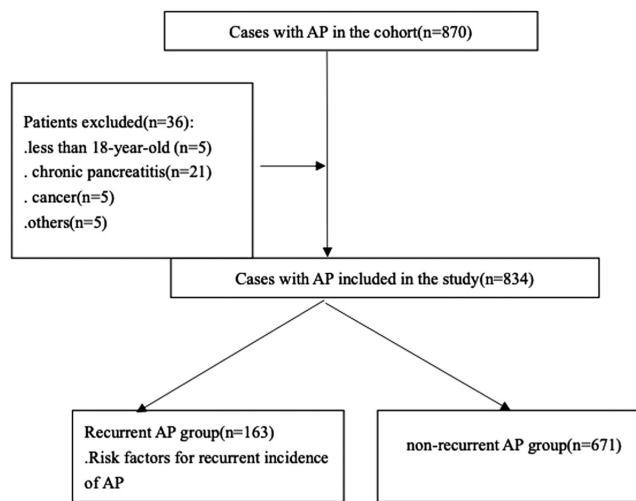 Cases with AP in the cohort(n=870)
Patients excluded(n=36):
.less than 18-year-old (n=5)
. chronic pancreatitis(n=21)
. cancer(n=5)
.others(n=5)
Cases with AP included in the study(n=834)
Recurrent AP group(n=163)
.Risk factors for recurrent incidence
of AP
non-recurrent AP group(n=671)